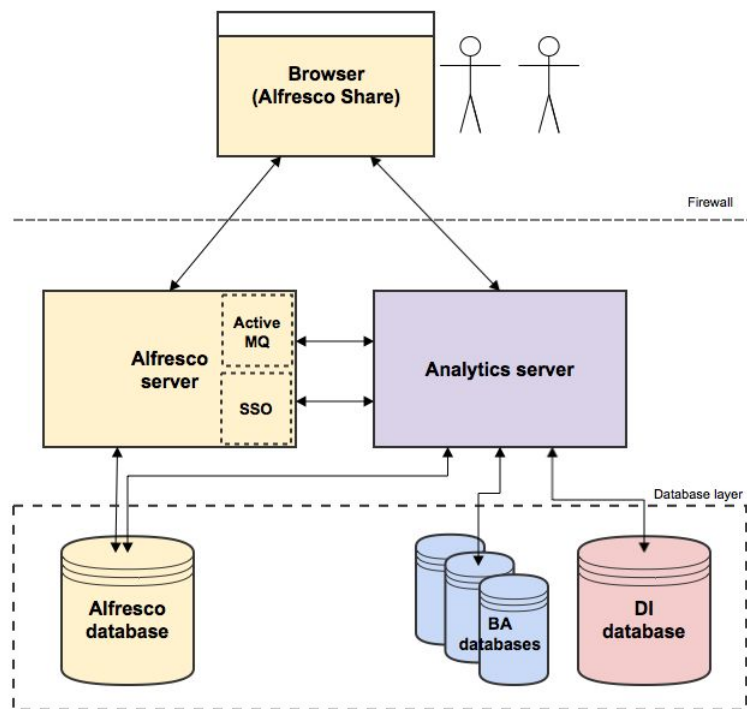 Browser
(Alfresco Share)
Firewall
Active
MQ
Alfresco
server
SSO
Analytics server
Database layer
Alfresco
database
BA
databases
DI
database